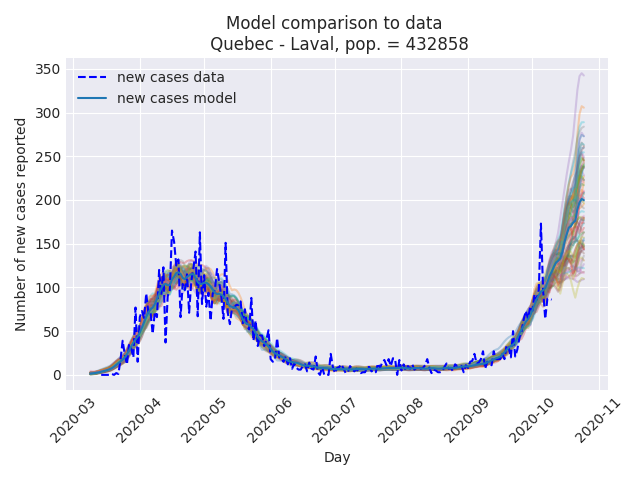 Model comparison to data
Quebec - Laval, pop. = 432858
new cases data
new cases model
Number of new cases reported
350
300
250
200
150
100
50
0
2020-03
2020-04
2020-05
2020-06
2020-07
2020-08
2020-09
2020-10
2020-11
Day